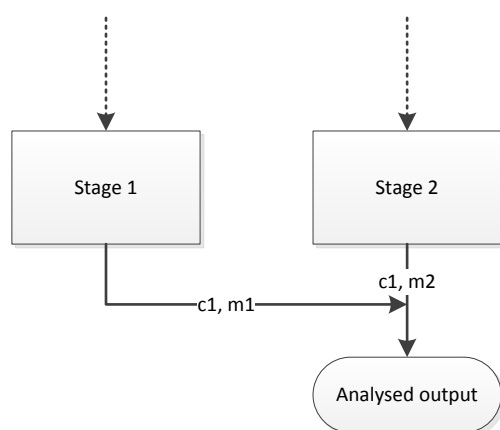 Stage 1
Stage 2
c1, m2
c1, m1
Analysed output